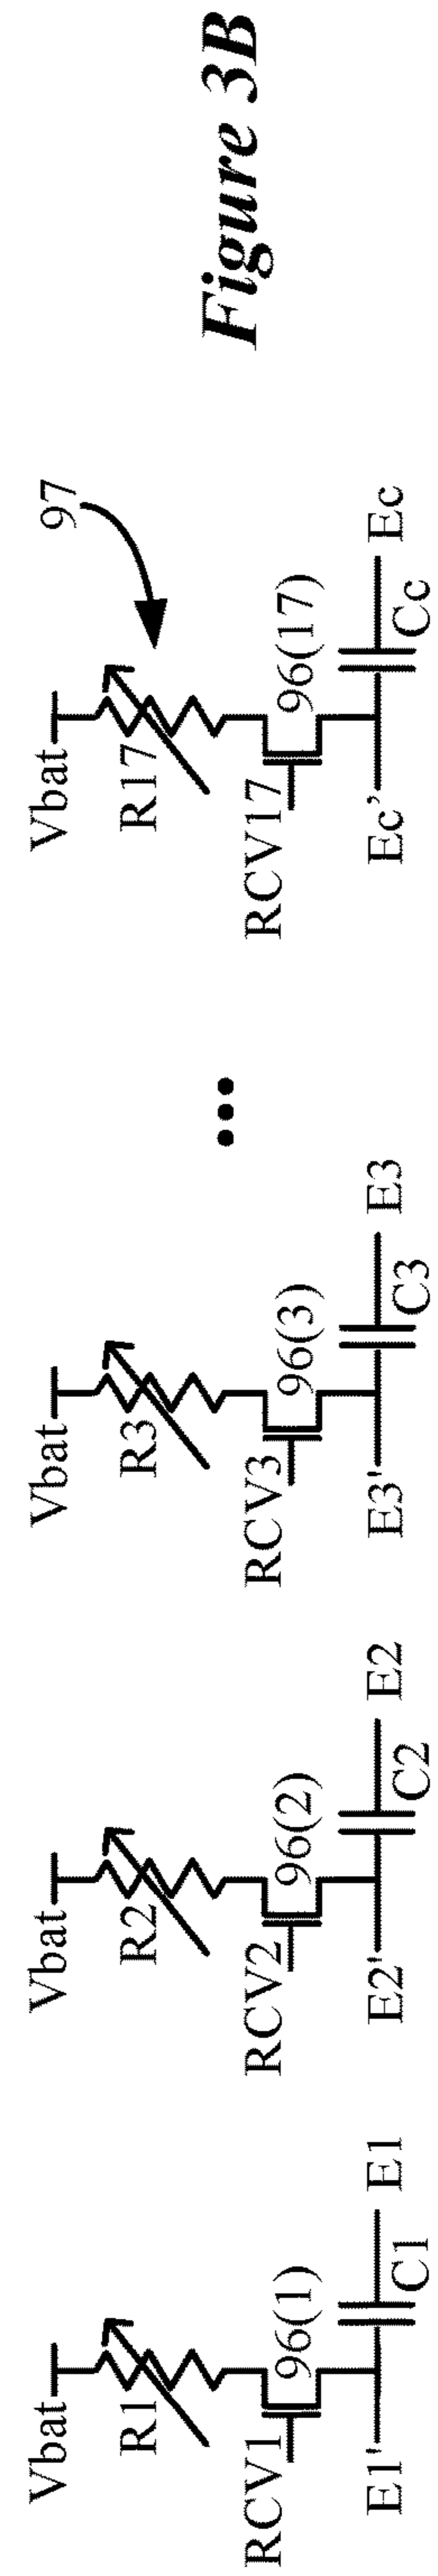 Vbat
R1
RCV1
96(1)
E1'
C1
E1
Vbat
R2
RCV2
96(2)
E2'
C2
E2
Vbat
R3
RCV3
96(3)
E3'
C3
E3
...
Vbat
97
R17
RCV17
96(17)
Ec’
Cc
Ec
Figure 3B